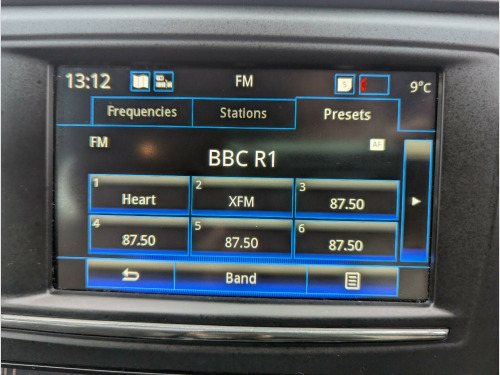 13:12 FM 9°C
Frequencies Stations Presets
FM AF
BBC R1
1 Heart 2 XFM 3 87.50
4 87.50 5 87.50 6 87.50
Band